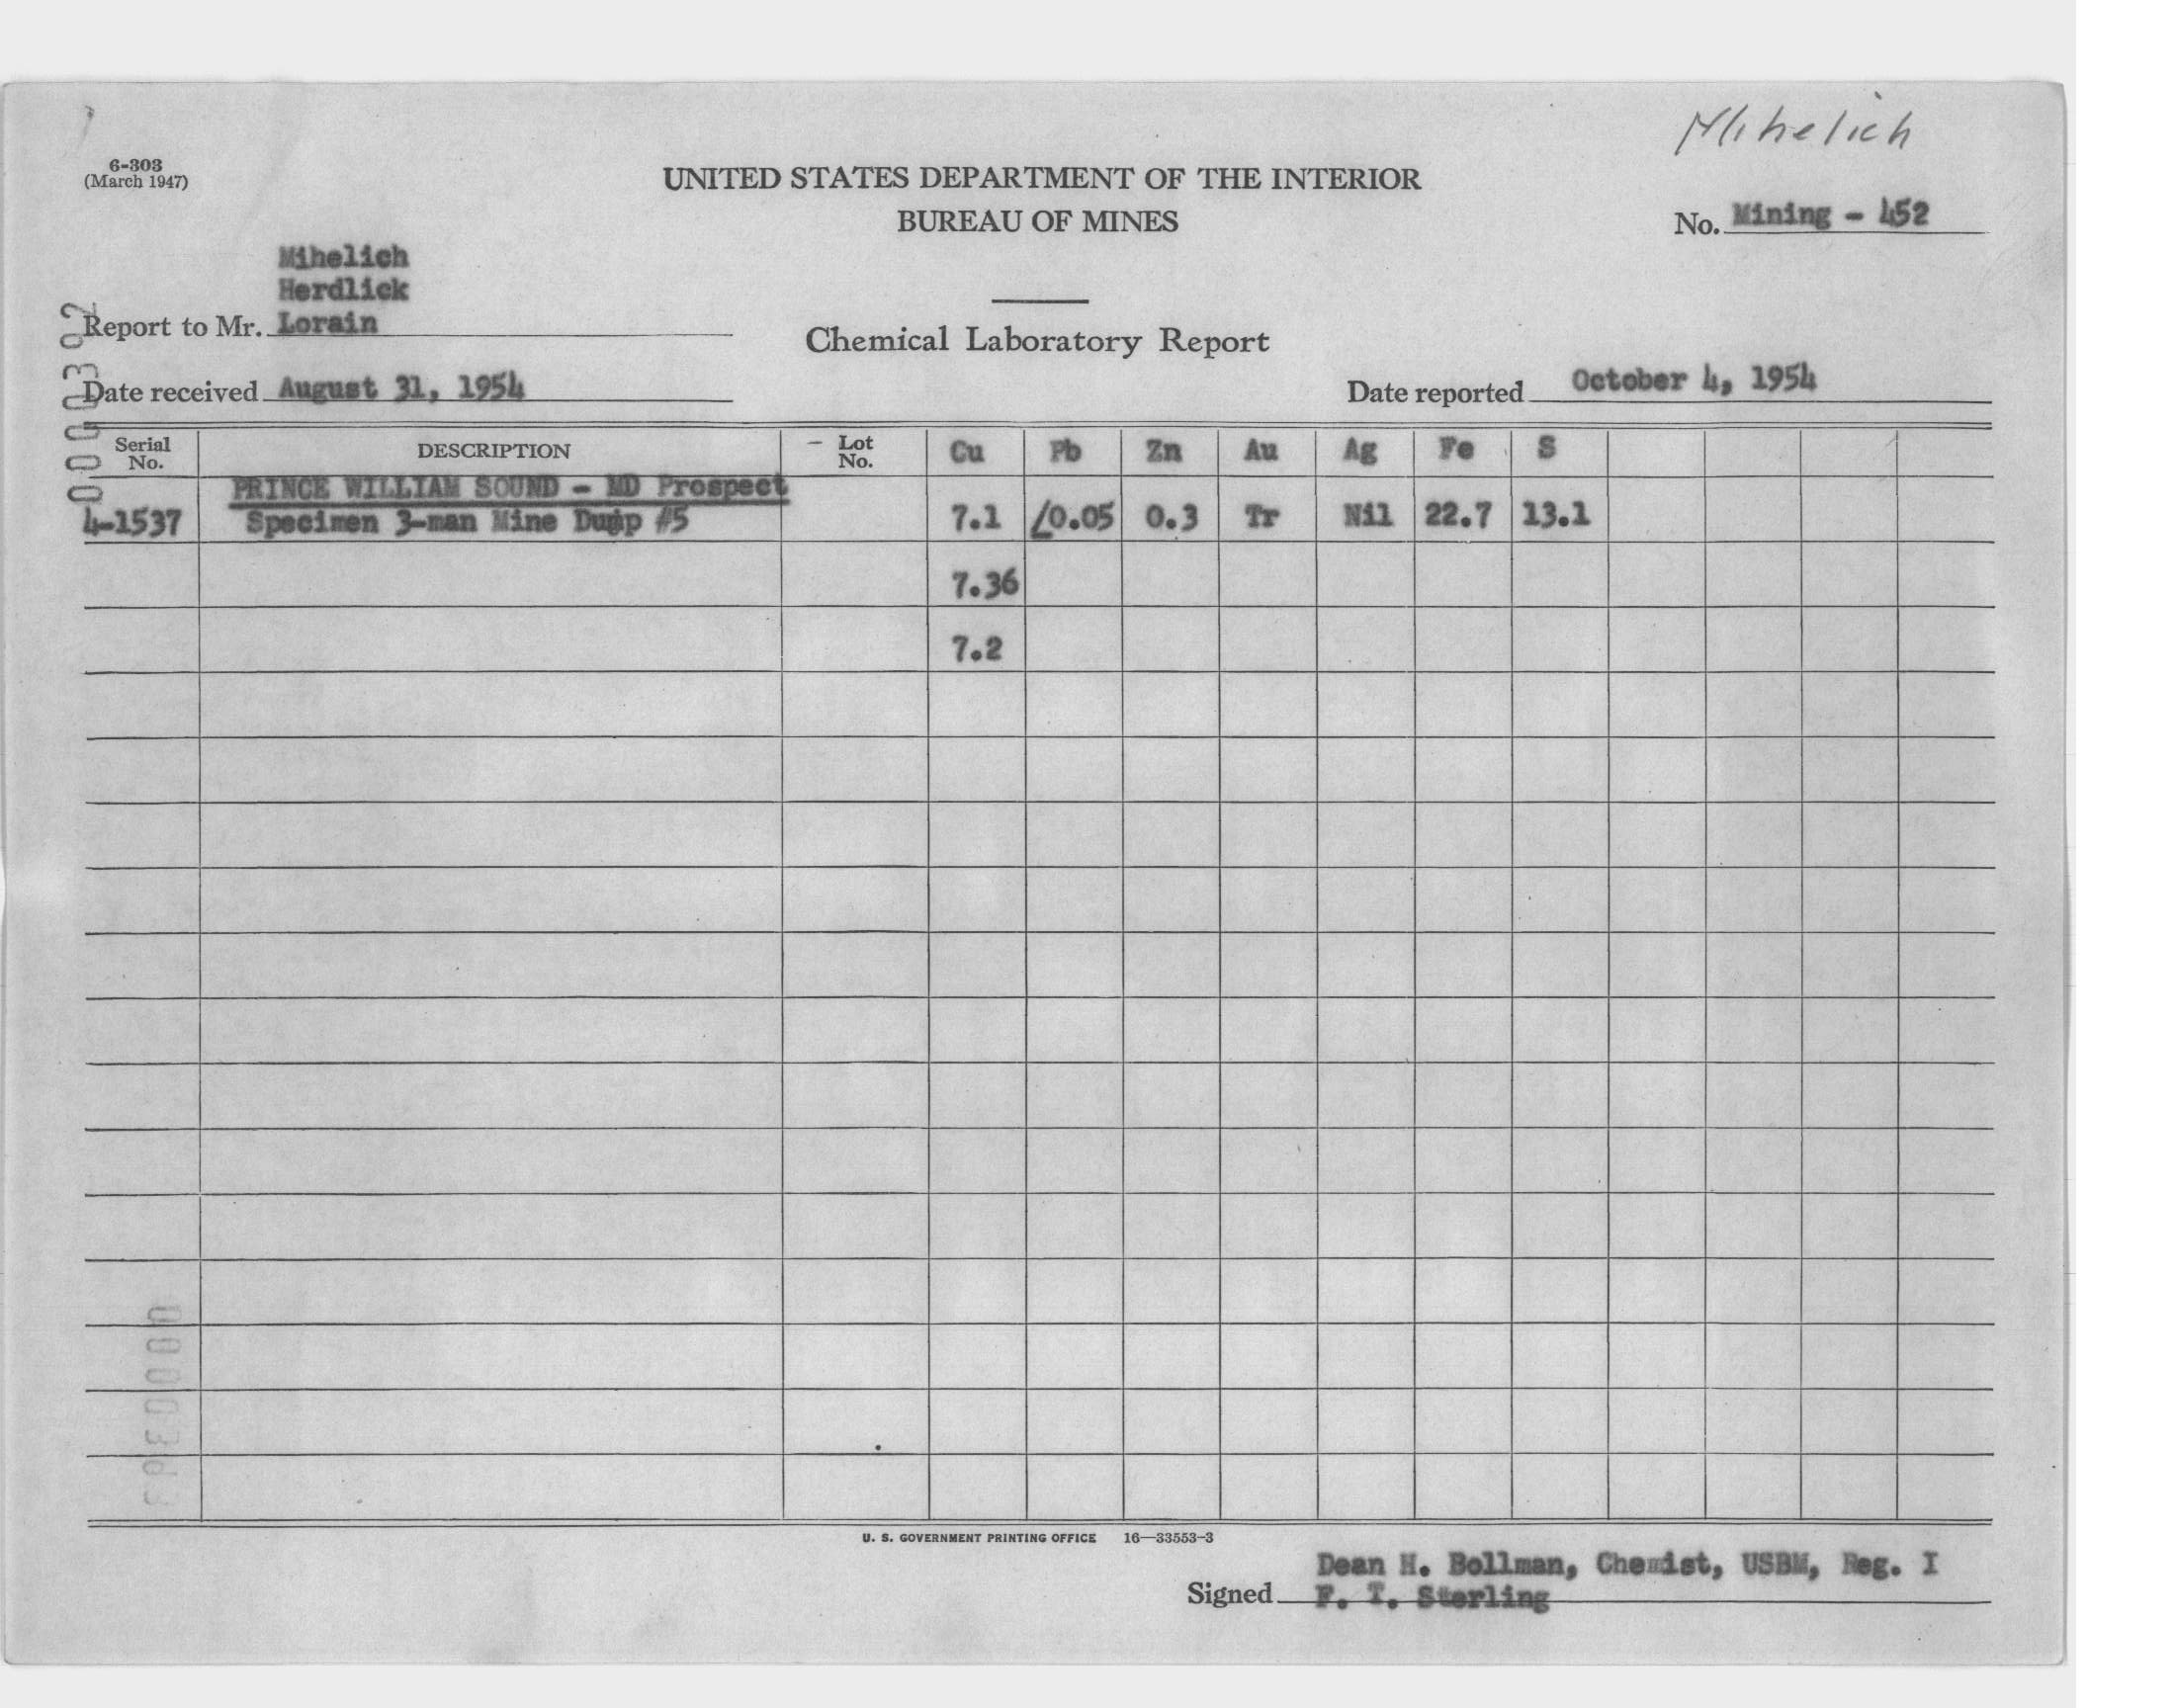 Mihelich
6-303
(March 1947)
UNITED STATES DEPARTMENT OF THE INTERIOR
BUREAU OF MINES
No. Mining - 452
Mihelich
Herdlick
Report to Mr. Lorain
Chemical Laboratory Report
Date received August 31, 1954
Date reported October 4, 1954
Serial No. DESCRIPTION Lot No. Cu Pb Zn Au Ag Fe S
PRINCE WILLIAM SOUND - MD Prospect
4-1537 Specimen 3-man Mine Dump #5 7.1 /0.05 0.3 Tr Nil 22.7 13.1
7.36
7.2
U. S. GOVERNMENT PRINTING OFFICE 16—33553-3
Dean H. Bollman, Chemist, USBM, Reg. I
Signed F. T. Sterling